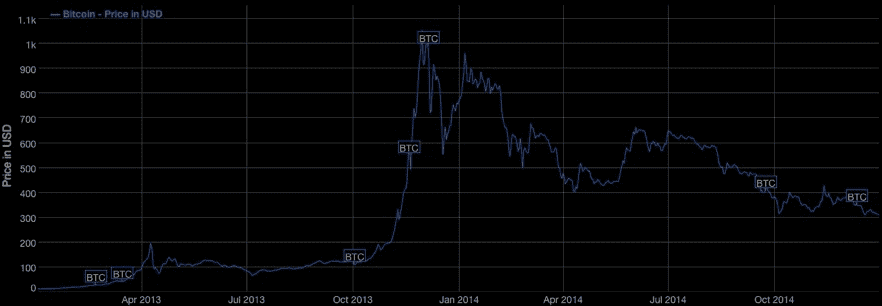 Bitcoin - Price in USD
1.1k
1k
900
800
700
600
500
400
300
200
100
0
Price in USD
BTC
BTC
BTC
BTC
BTC
BTC
BTC
Apr 2013
Jul 2013
Oct 2013
Jan 2014
Apr 2014
Jul 2014
Oct 2014